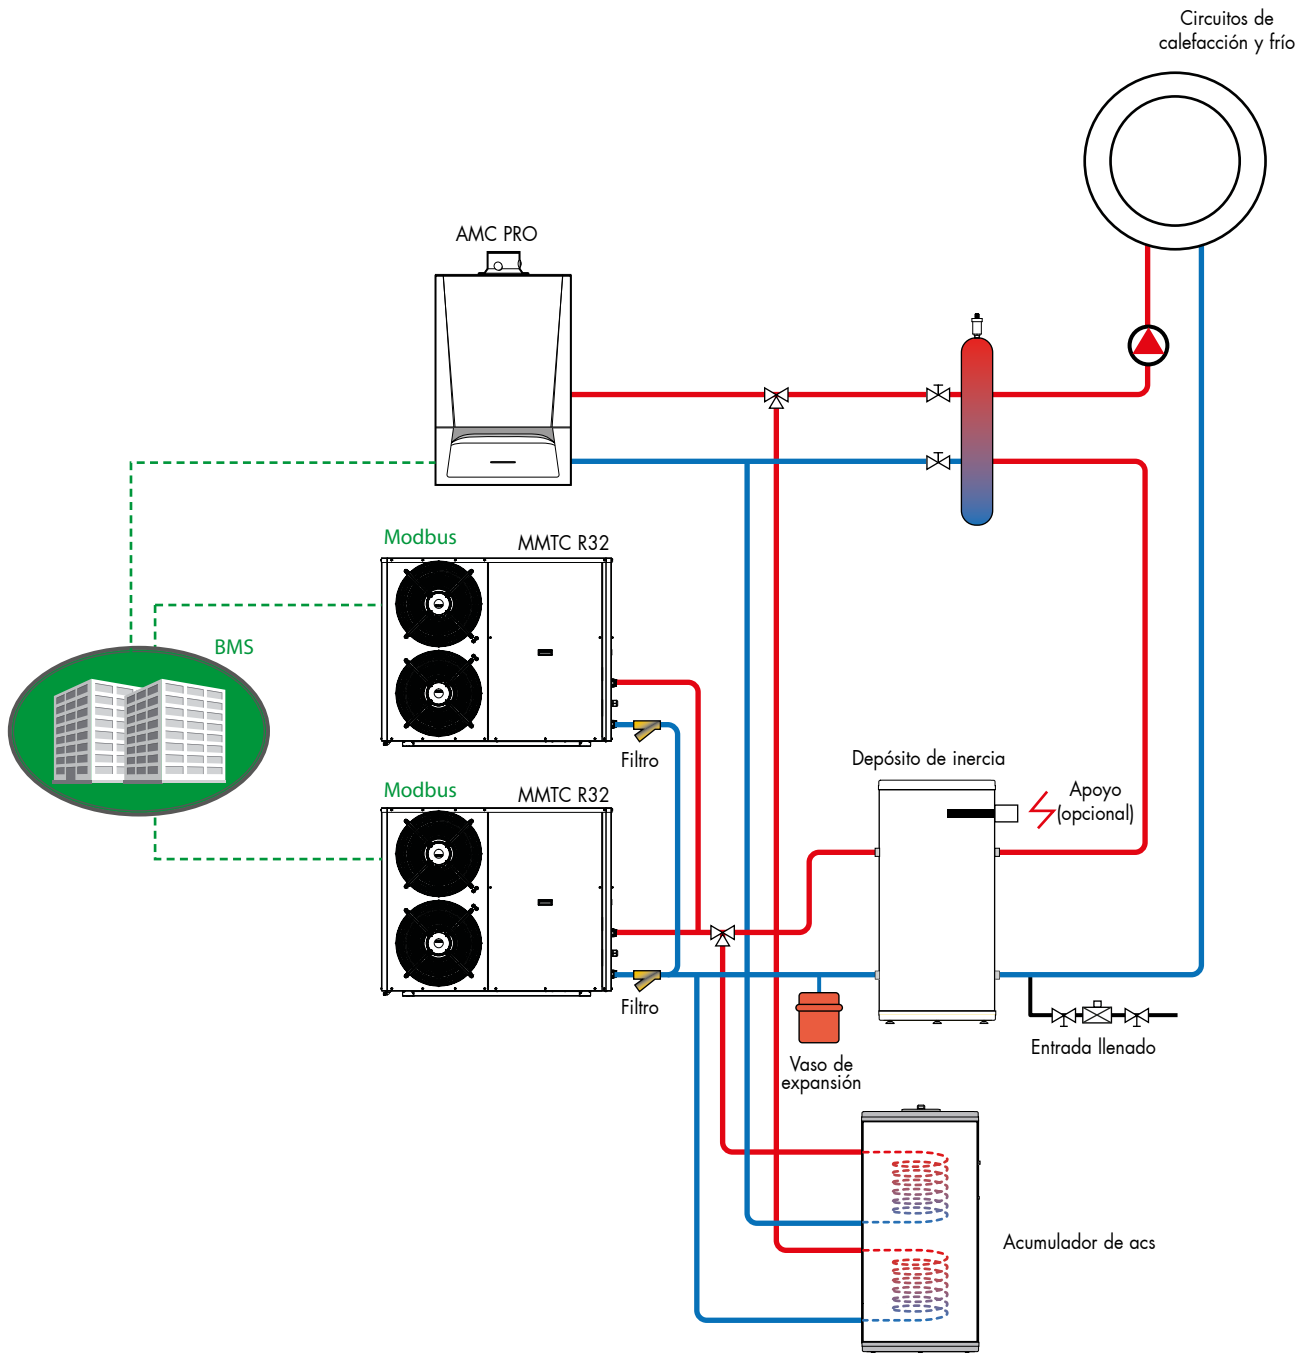 Circuitos de
calefacción y frío
AMC PRO
Modbus
MMTC R32
BMS
Filtro
Depósito de inercia
Modbus
MMTC R32
Apoyo
(opcional)
Filtro
Entrada llenado
Vaso de
expansión
Acumulador de acs